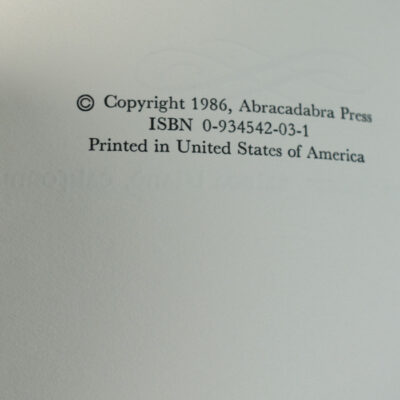 © Copyright 1986, Abracadabra Press
ISBN 0-934542-03-1
Printed in United States of America